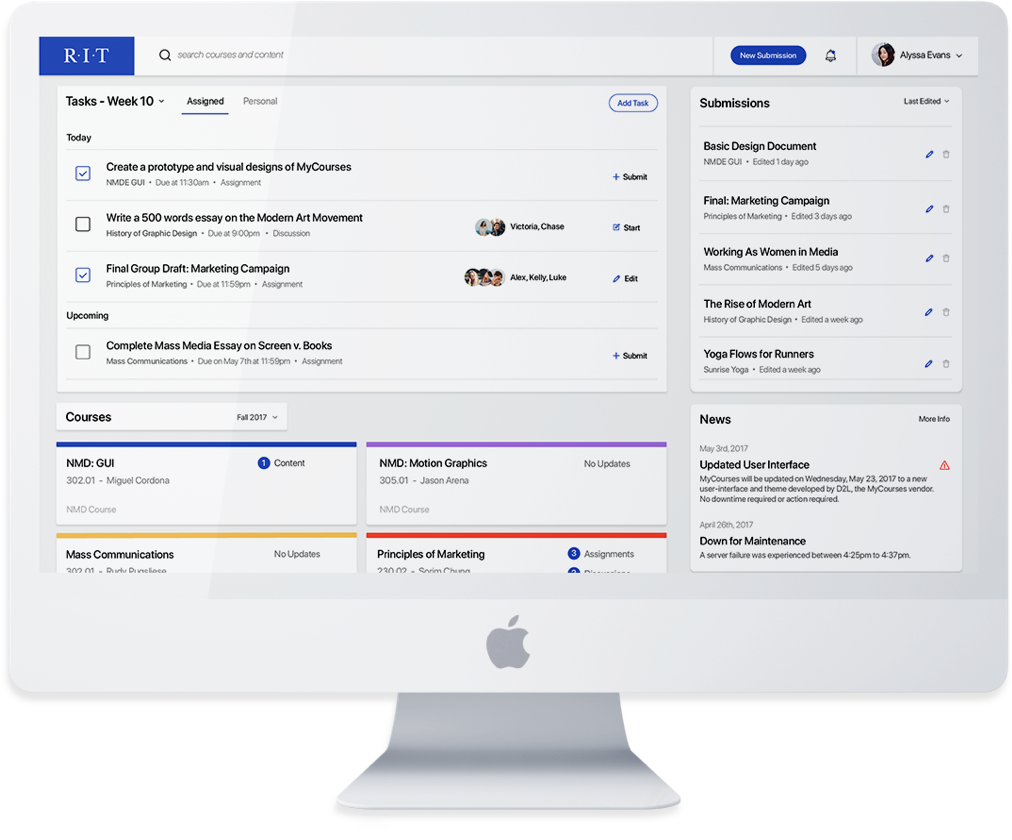 R·I·T
search courses and content
New Submission
Alyssa Evans
Tasks - Week 10
Assigned
Personal
Add Task
Today
Create a prototype and visual designs of MyCourses
NMDE GUI • Due at 11:30am • Assignment
+ Submit
Write a 500 words essay on the Modern Art Movement
History of Graphic Design • Due at 9:00pm • Discussion
Victoria, Chase
Start
Final Group Draft: Marketing Campaign
Principles of Marketing • Due at 11:59pm • Assignment
Alex, Kelly, Luke
Edit
Upcoming
Complete Mass Media Essay on Screen v. Books
Mass Communications • Due on May 7th at 11:59pm • Assignment
+ Submit
Submissions
Last Edited
Basic Design Document
NMDE GUI • Edited 1 day ago
Final: Marketing Campaign
Principles of Marketing • Edited 3 days ago
Working As Women in Media
Mass Communications • Edited 5 days ago
The Rise of Modern Art
History of Graphic Design • Edited a week ago
Yoga Flows for Runners
Sunrise Yoga • Edited a week ago
Courses
Fall 2017
NMD: GUI
1 Content
302.01 - Miguel Cordona
NMD Course
NMD: Motion Graphics
No Updates
305.01 - Jason Arena
NMD Course
Mass Communications
No Updates
302.01 - Rudy Pugliese
Principles of Marketing
3 Assignments
230.02 - Sorim Chung
2 Discussions
News
More Info
May 3rd, 2017
Updated User Interface
MyCourses will be updated on Wednesday, May 23, 2017 to a new
user-interface and theme developed by D2L, the MyCourses vendor.
No downtime required or action required.
April 26th, 2017
Down for Maintenance
A server failure was experienced between 4:25pm to 4:37pm.